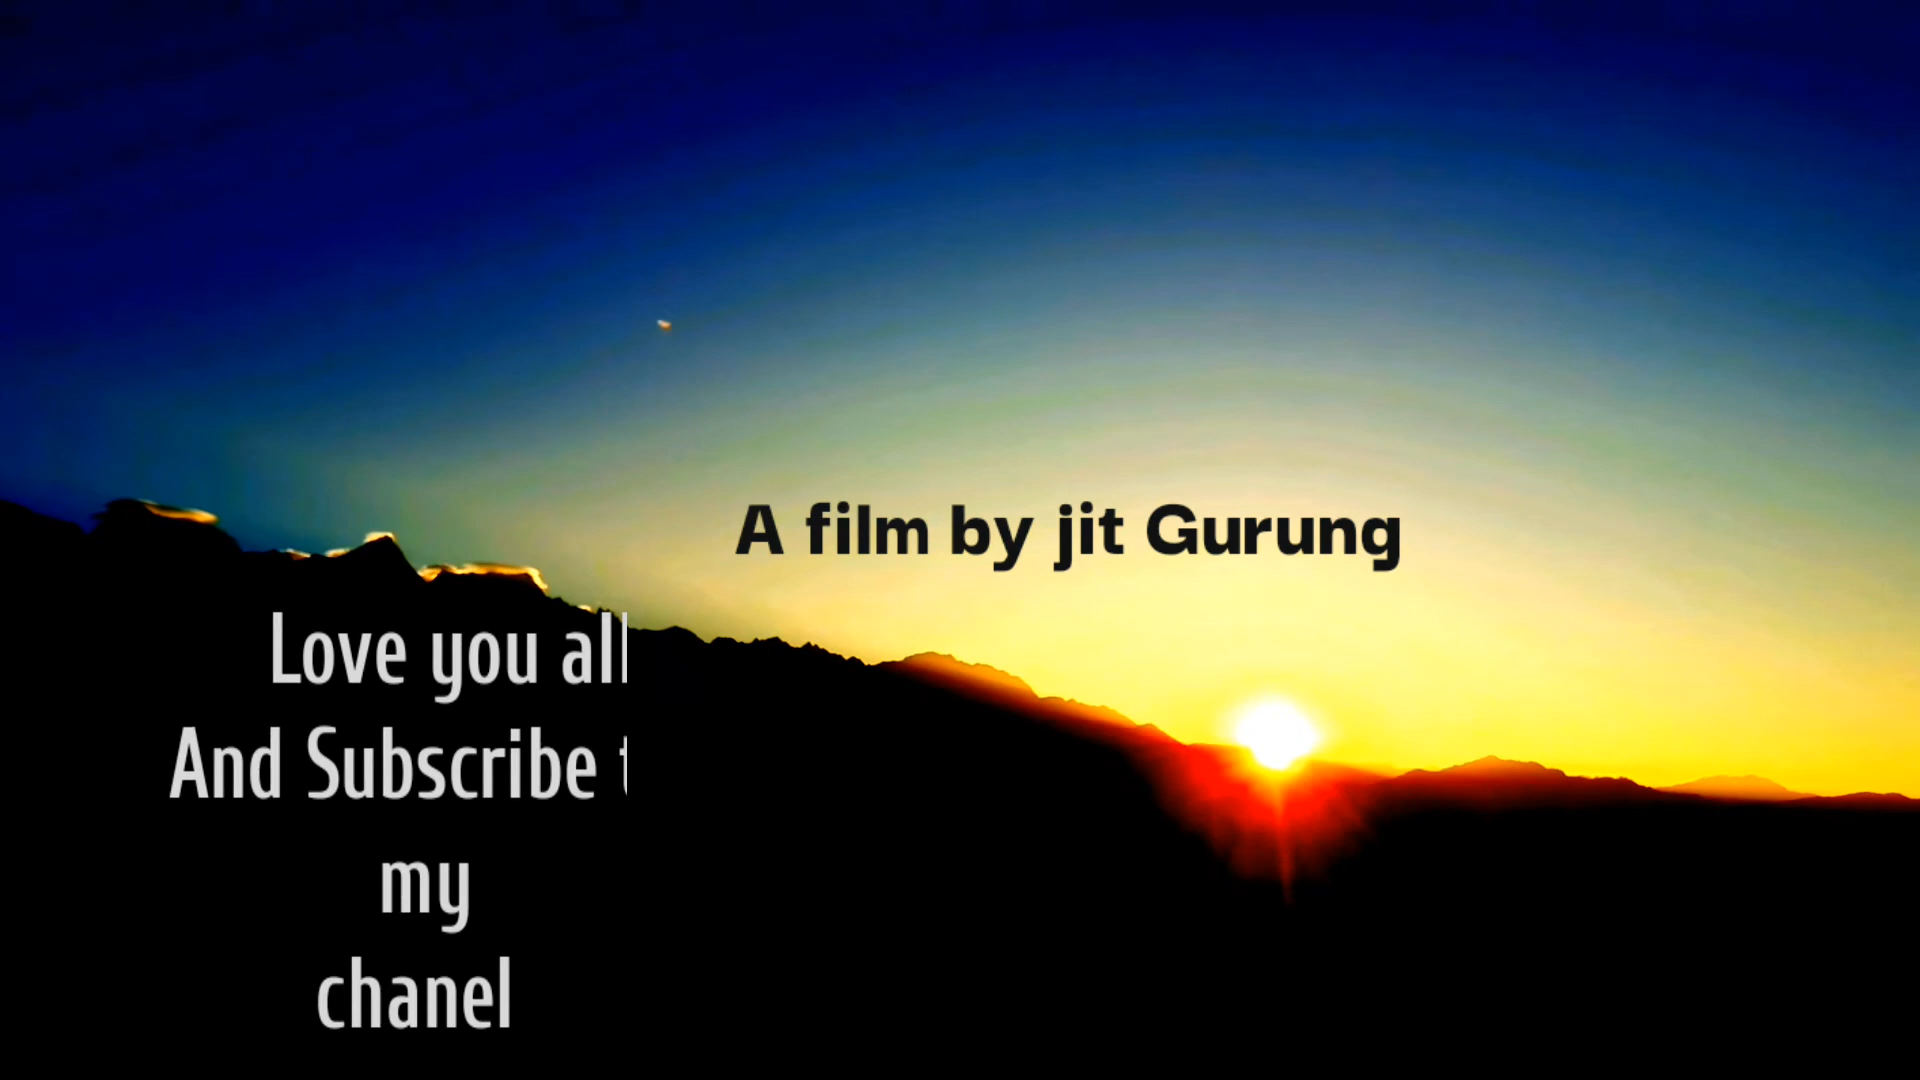 A film by jit Gurung
Love you all
And Subscribe t
my
chanel